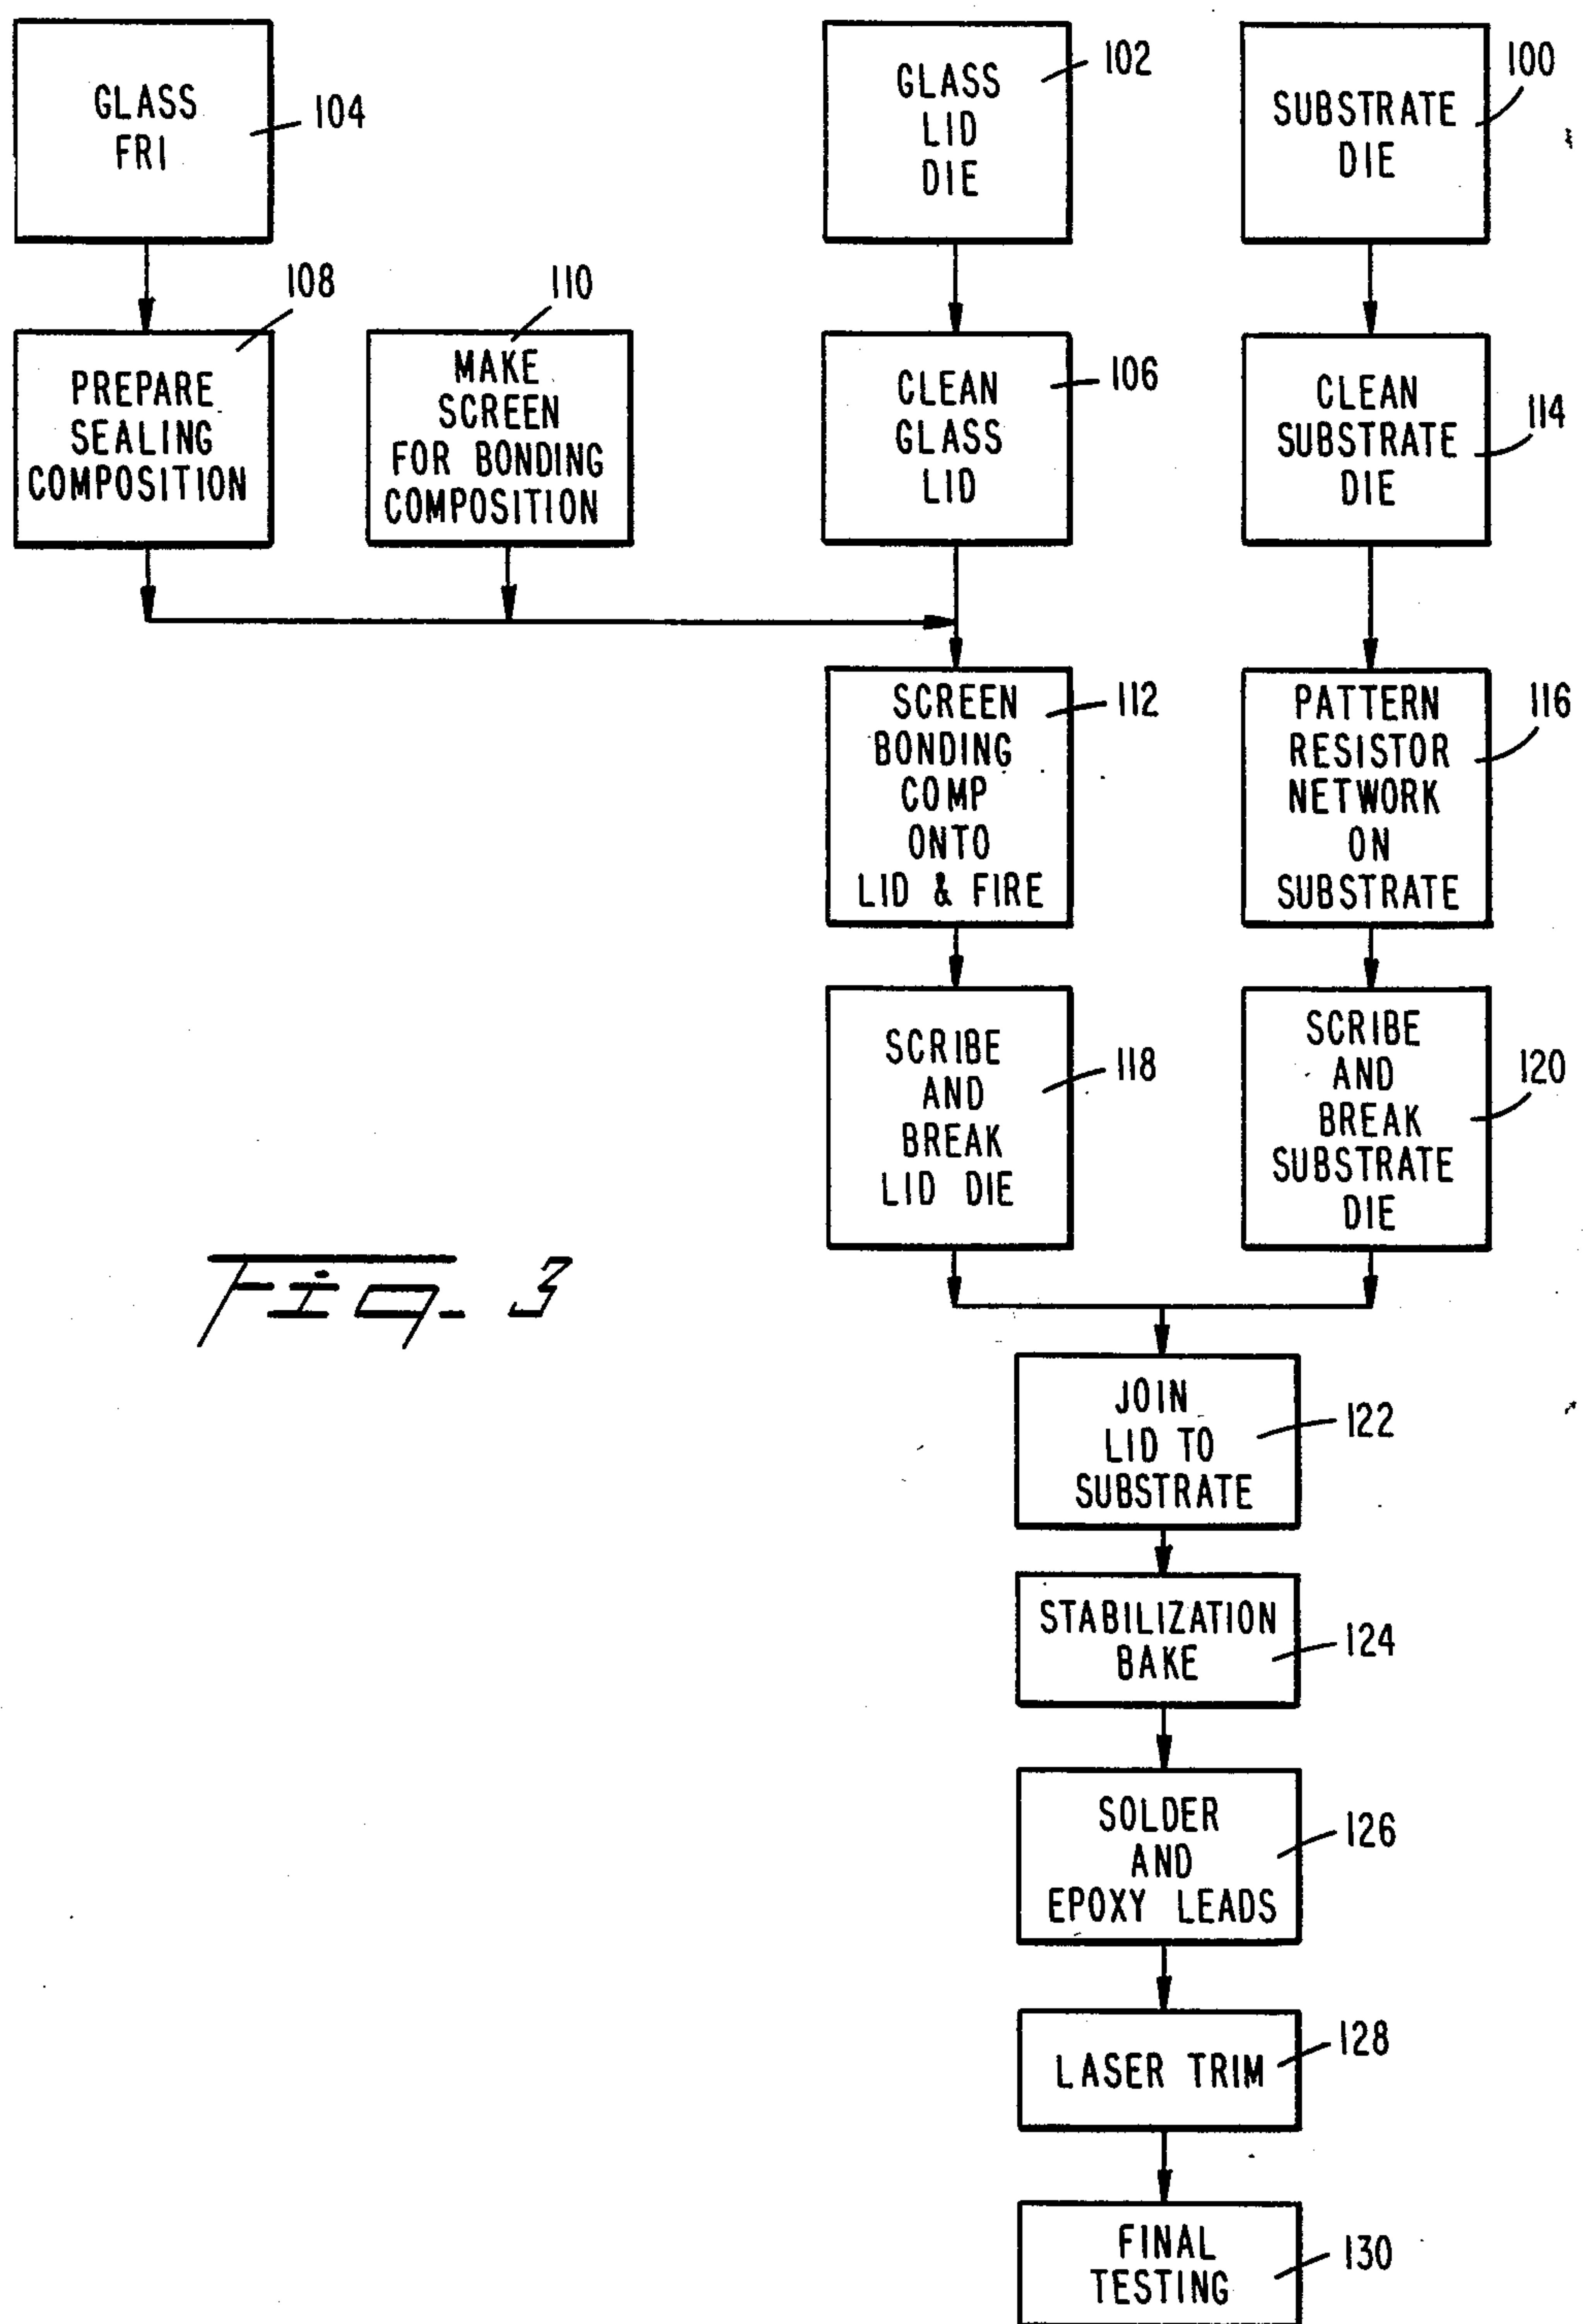 GLASS
FRI
104
GLASS
LID
DIE
102
SUBSTRATE
DIE
100
PREPARE
SEALING
COMPOSITION
108
MAKE
SCREEN
FOR BONDING
COMPOSITION
110
CLEAN
GLASS
LID
106
CLEAN
SUBSTRATE
DIE
114
SCREEN
BONDING
COMP
ONTO
LID & FIRE
112
PATTERN
RESISTOR
NETWORK
ON
SUBSTRATE
116
SCRIBE
AND
BREAK
LID DIE
118
SCRIBE
AND
BREAK
SUBSTRATE
DIE
120
Fig. 3
JOIN
LID TO
SUBSTRATE
122
STABILIZATION
BAKE
124
SOLDER
AND
EPOXY LEADS
126
LASER TRIM
128
FINAL
TESTING
130